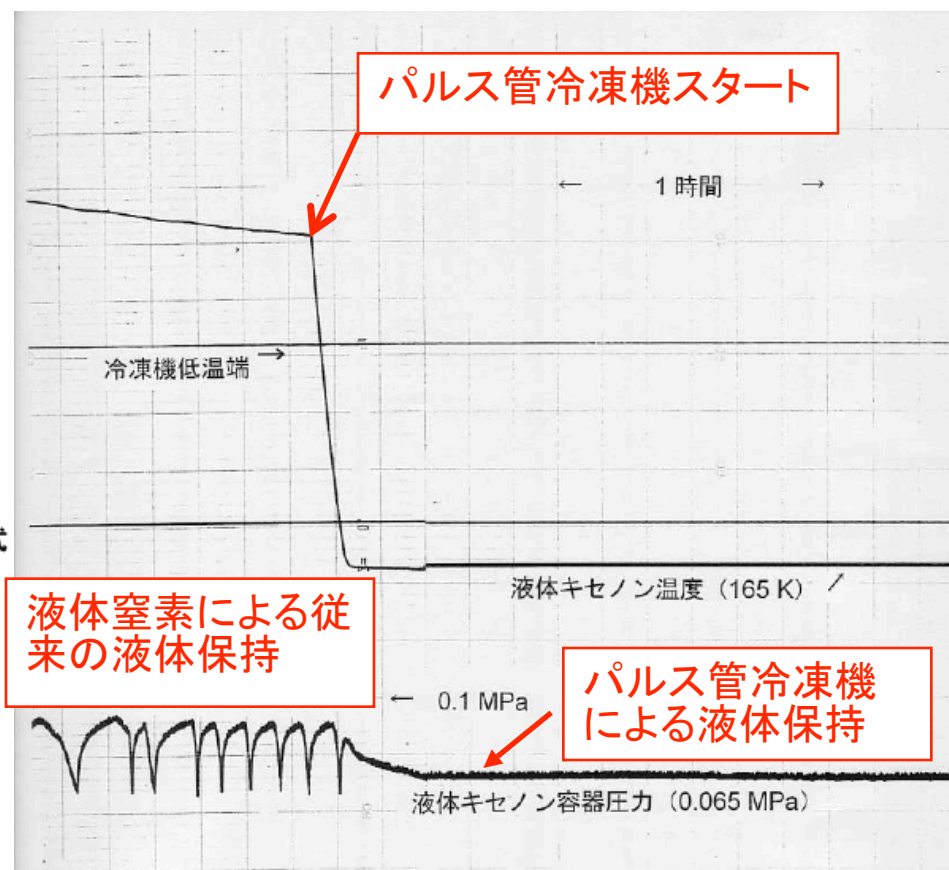 パルス管冷凍機スタート
← 1時間 →
冷凍機低温端 →
液体キセノン温度（165 K）
液体窒素による従
来の液体保持
← 0.1 MPa
パルス管冷凍機
による液体保持
液体キセノン容器圧力（0.065 MPa）